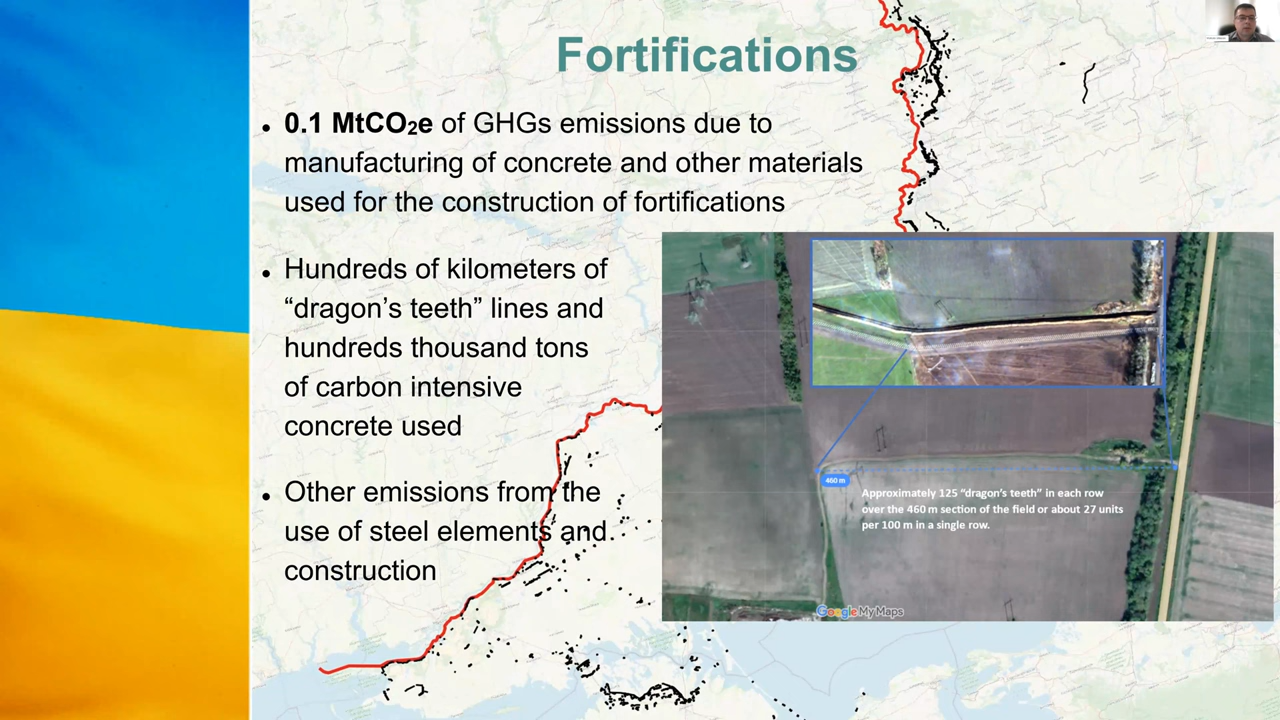 Fortifications
• 0.1 MtCO₂e of GHGs emissions due to
manufacturing of concrete and other materials
used for the construction of fortifications
• Hundreds of kilometers of
“dragon’s teeth” lines and
hundreds thousand tons
of carbon intensive
concrete used
• Other emissions from the
use of steel elements and
construction
460 m
Approximately 125 “dragon’s teeth” in each row
over the 460 m section of the field or about 27 units
per 100 m in a single row.
Google My Maps